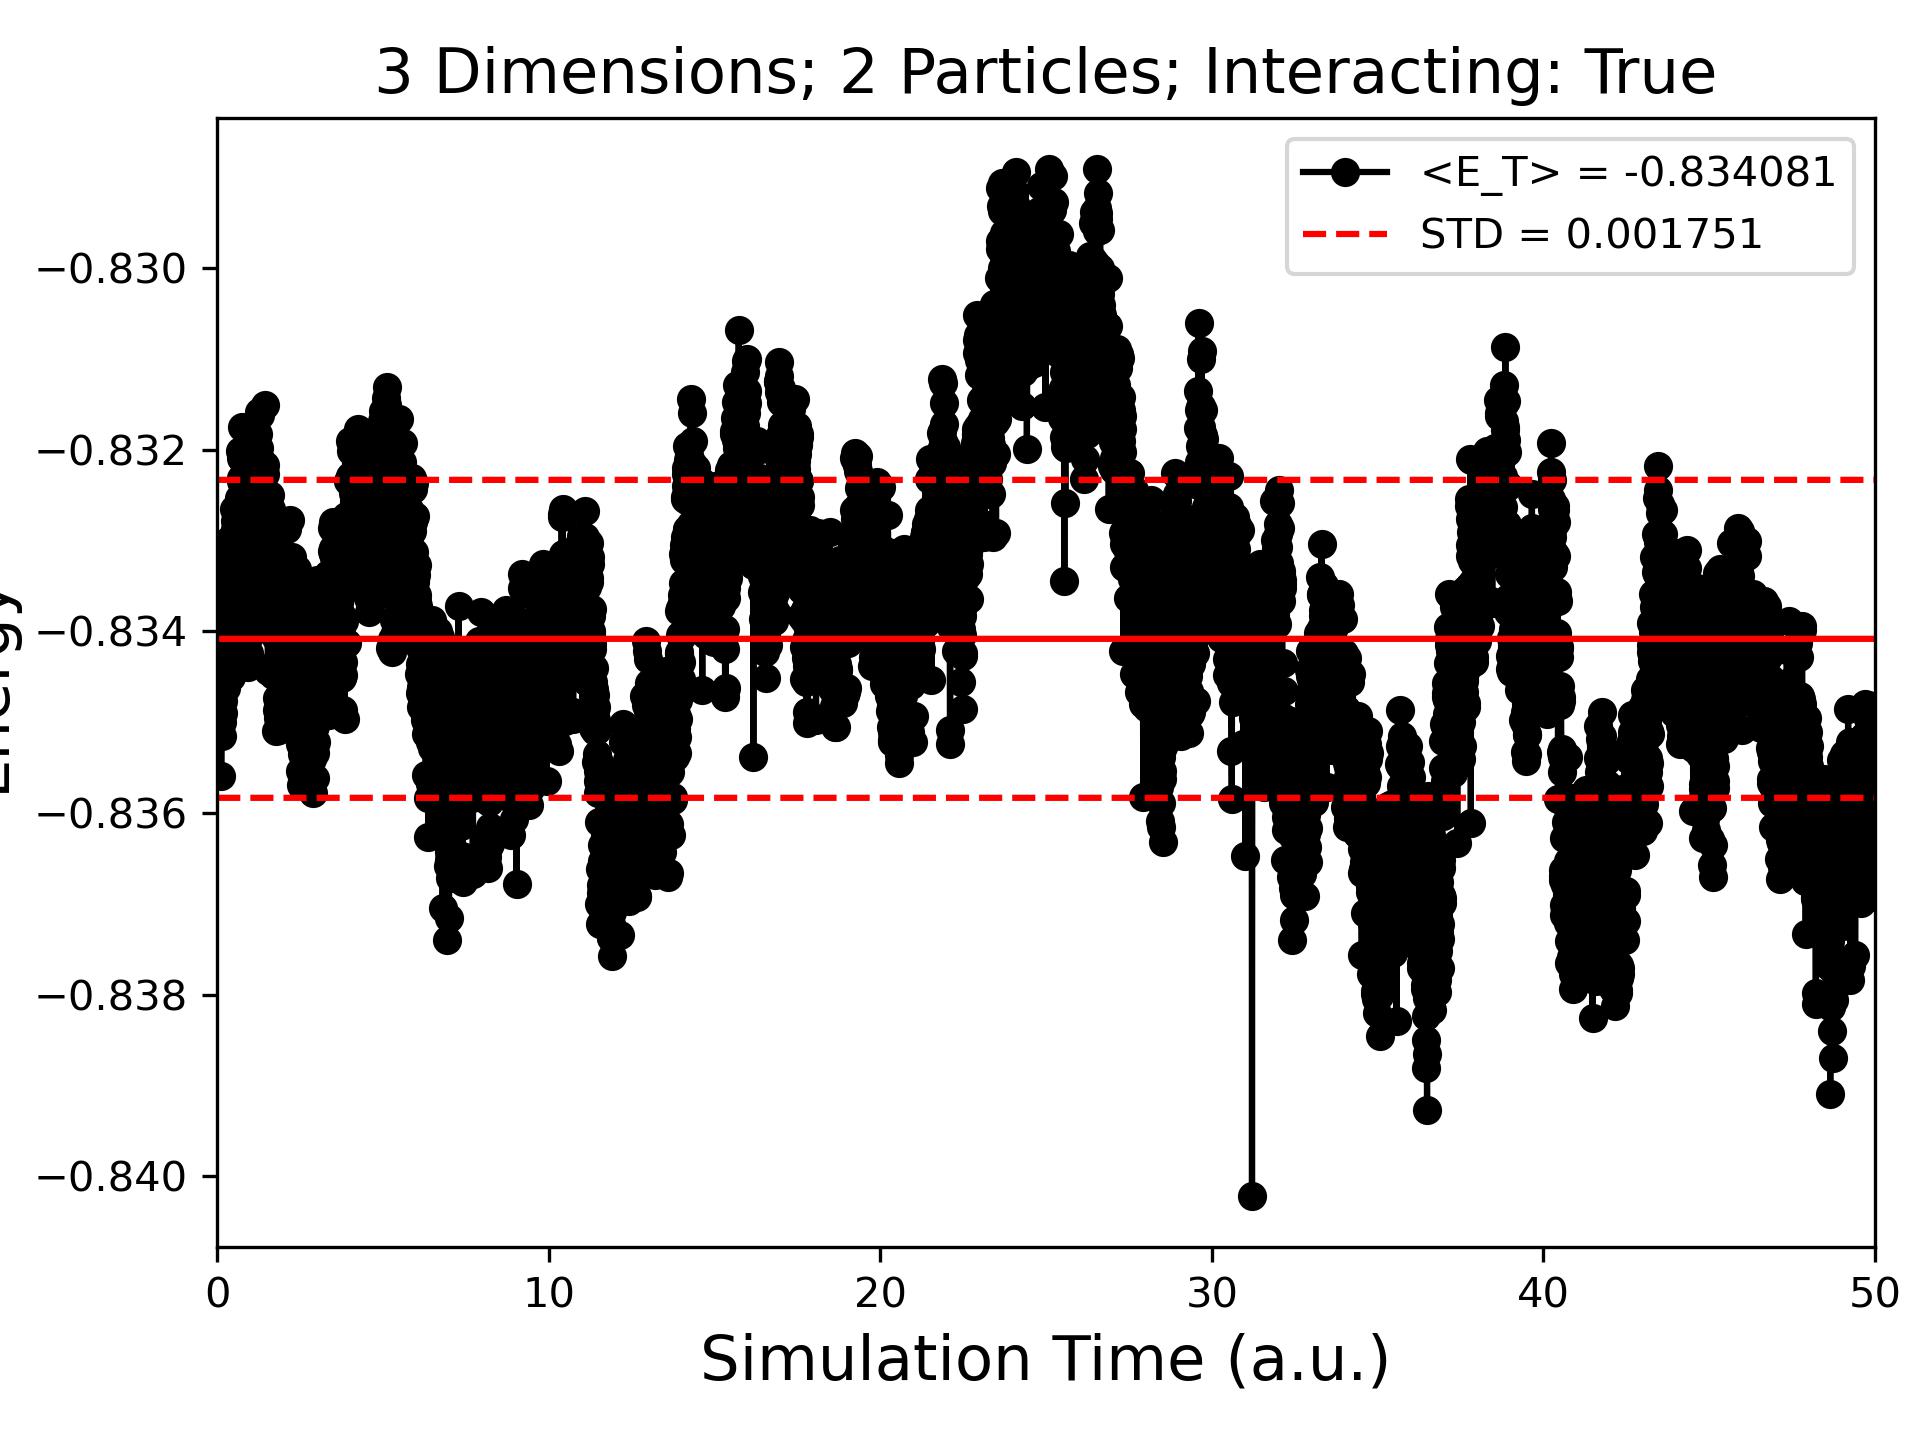 3 Dimensions; 2 Particles; Interacting: True
<E_T> = -0.834081
STD = 0.001751
Energy
−0.830
−0.832
−0.834
−0.836
−0.838
−0.840
0 10 20 30 40 50
Simulation Time (a.u.)